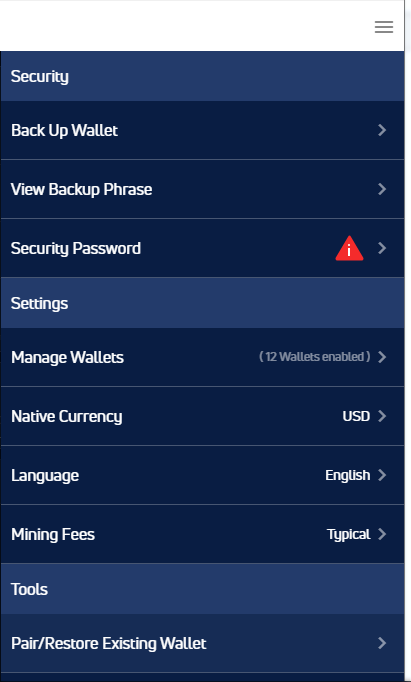 Security
Back Up Wallet
View Backup Phrase
Security Password
Settings
Manage Wallets ( 12 Wallets enabled )
Native Currency USD
Language English
Mining Fees Typical
Tools
Pair/Restore Existing Wallet